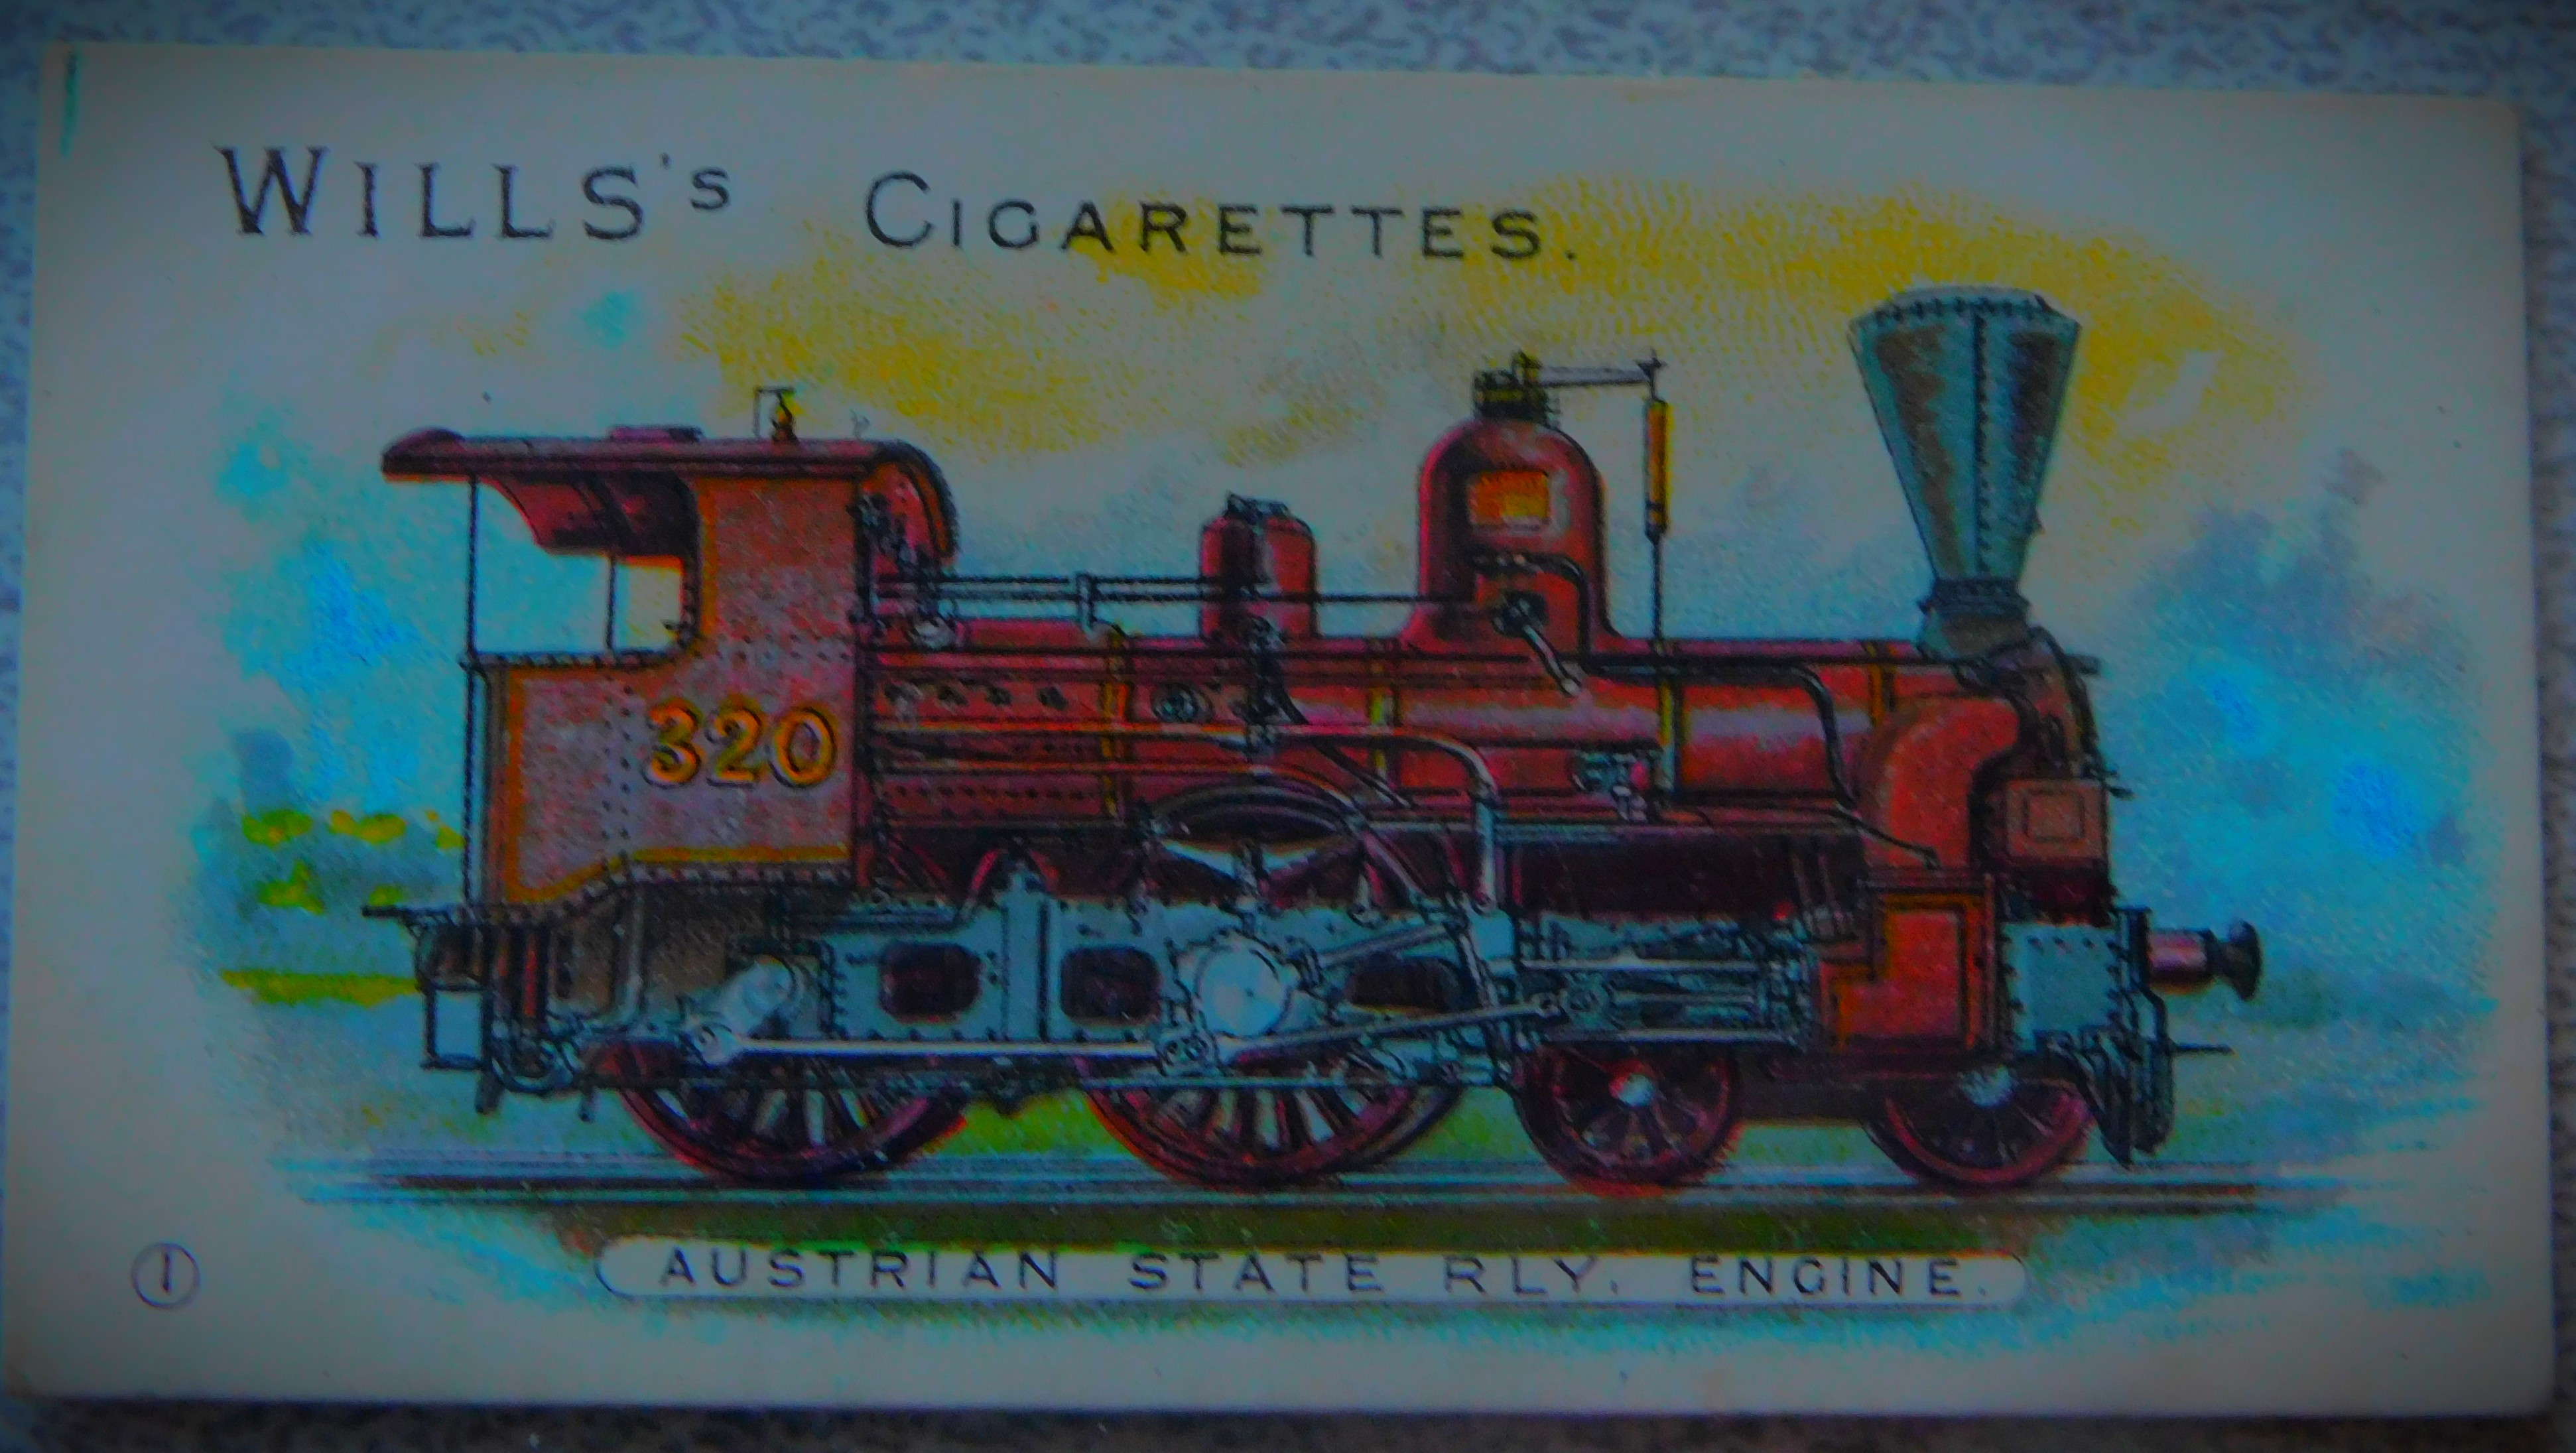 WILLS'S CIGARETTES.
320
1
AUSTRIAN STATE RLY. ENGINE.